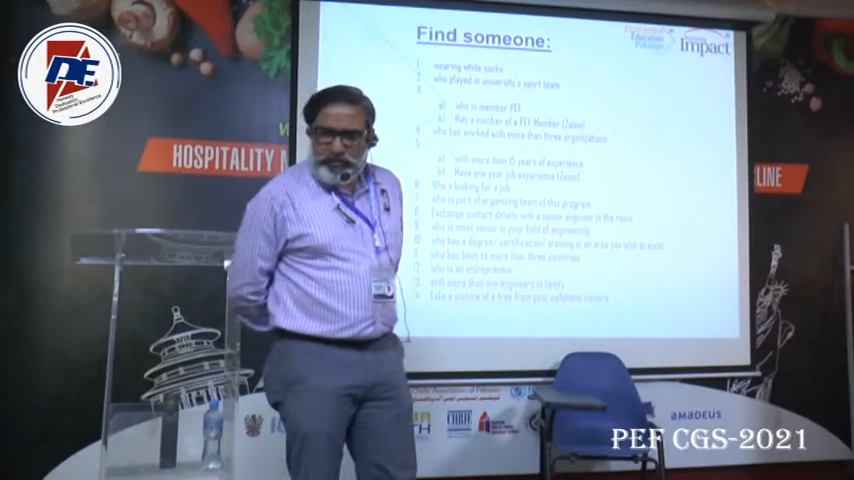 Find someone:
1 wearing white socks
2 who played in university's sport team
3
a) who is member PEF
b) Has a number of a PEF Member (Zoom)
4 who has worked with more than three organizations
5
a) with more than 15 years of experience
b) Have one year job experience (Zoom)
6 Who's looking for a job
7 who is part of organizing team of this program
8 Exchange contact details with a senior engineer in the room
9 who is most senior in your field of engineering
10 who has a degree/ certification/ training in an area you wish to excel
11 who has been to more than three countries
12 who is an entrepreneur
13 with more than one engineers in family
14 Take a picture of a tree from your cellphone camera
Engineering
Education
Pakistan
Impact
PEF
Honesty
Dedication
Professional Excellence
HOSPITALITY
LINE
AMADEUS
PEF CGS-2021